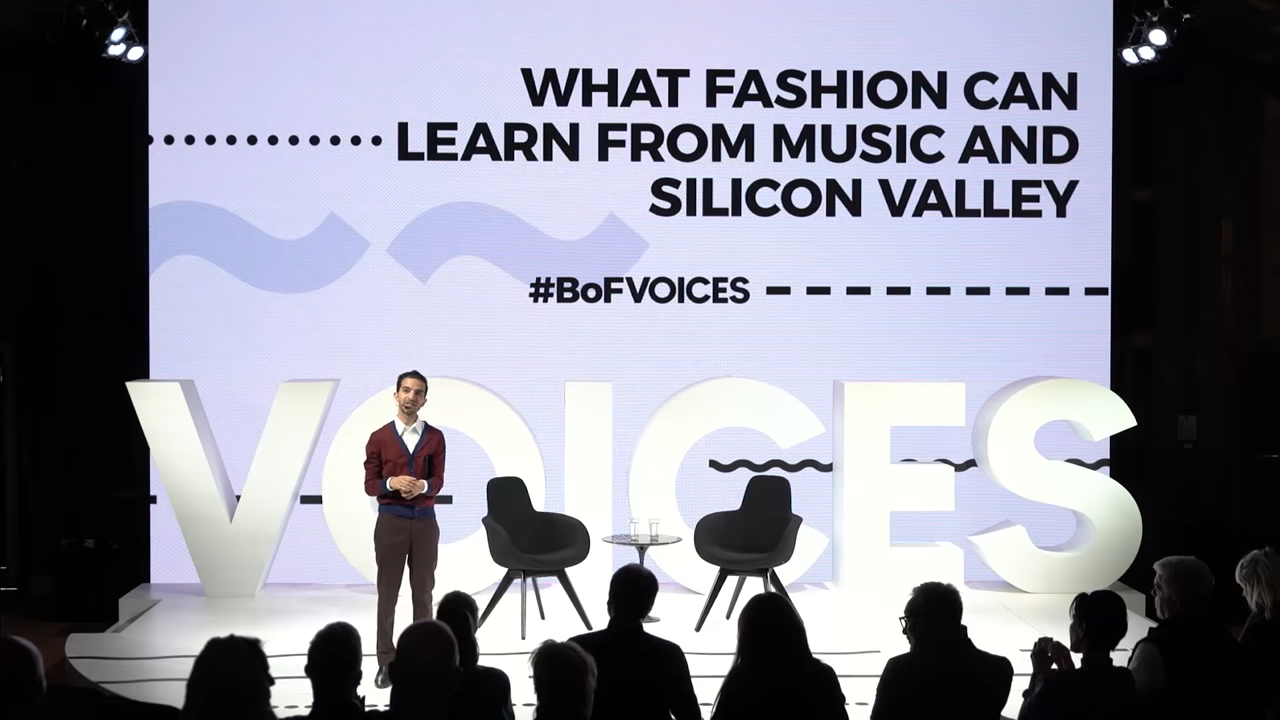 WHAT FASHION CAN
LEARN FROM MUSIC AND
SILICON VALLEY
#BoFVOICES
VOICES